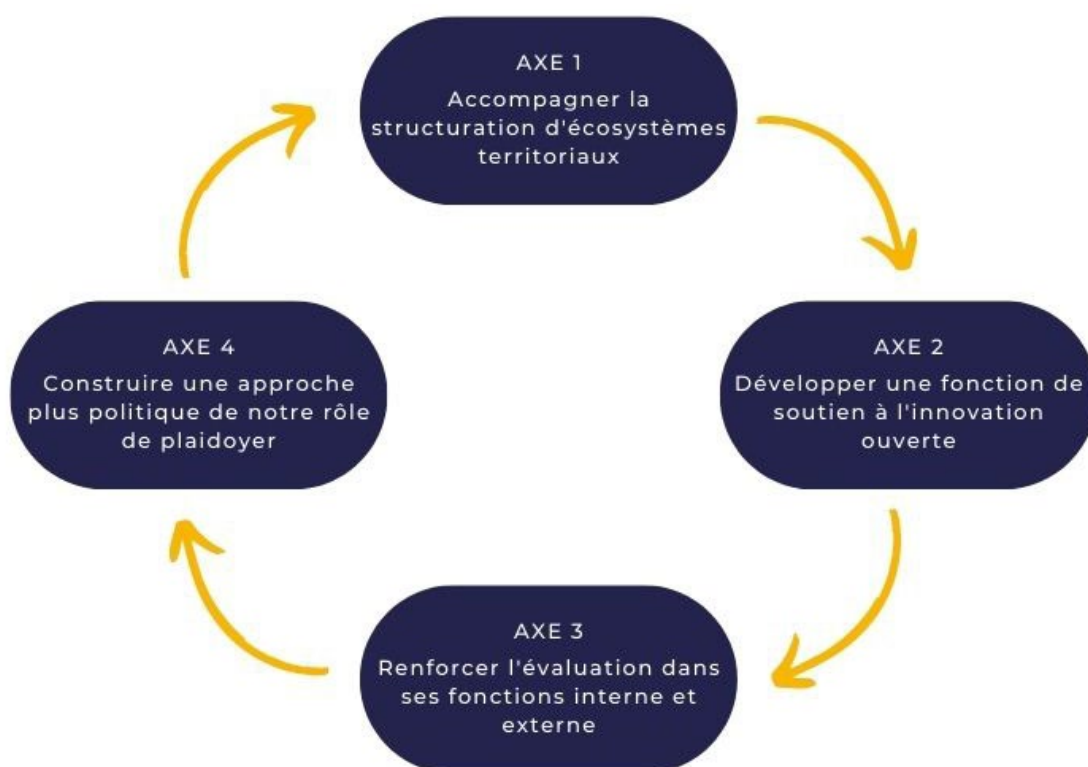 AXE 1
Accompagner la
structuration d'écosystèmes
territoriaux
AXE 2
Développer une fonction de
soutien à l'innovation
ouverte
AXE 3
Renforcer l'évaluation dans
ses fonctions interne et
externe
AXE 4
Construire une approche
plus politique de notre rôle
de plaidoyer